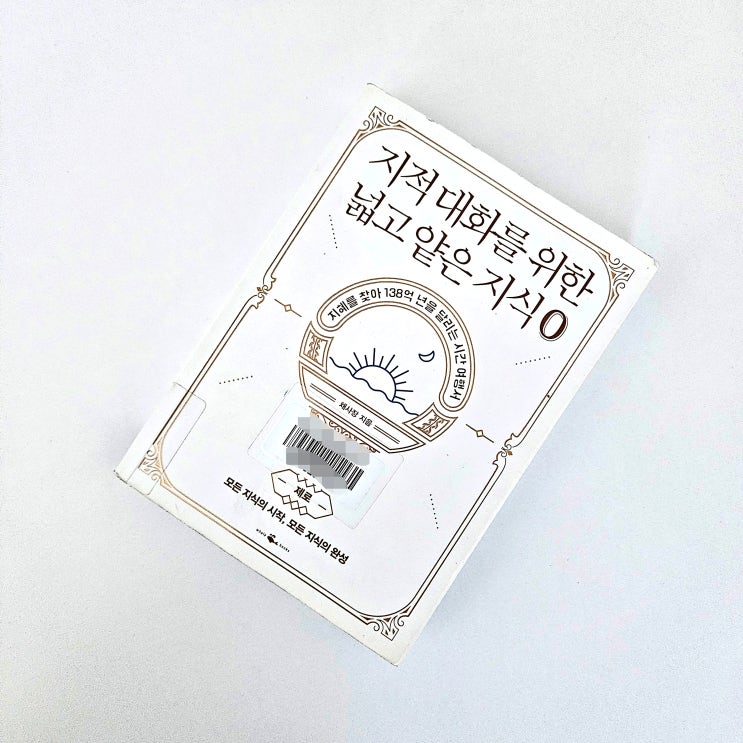 지적 대화를 위한
넓고 얕은 지식 0
지혜를 찾아 138억 년을 달리는 시간 여행서
채사장 지음
제로
모든 지식의 시작, 모든 지식의 완성
whale books